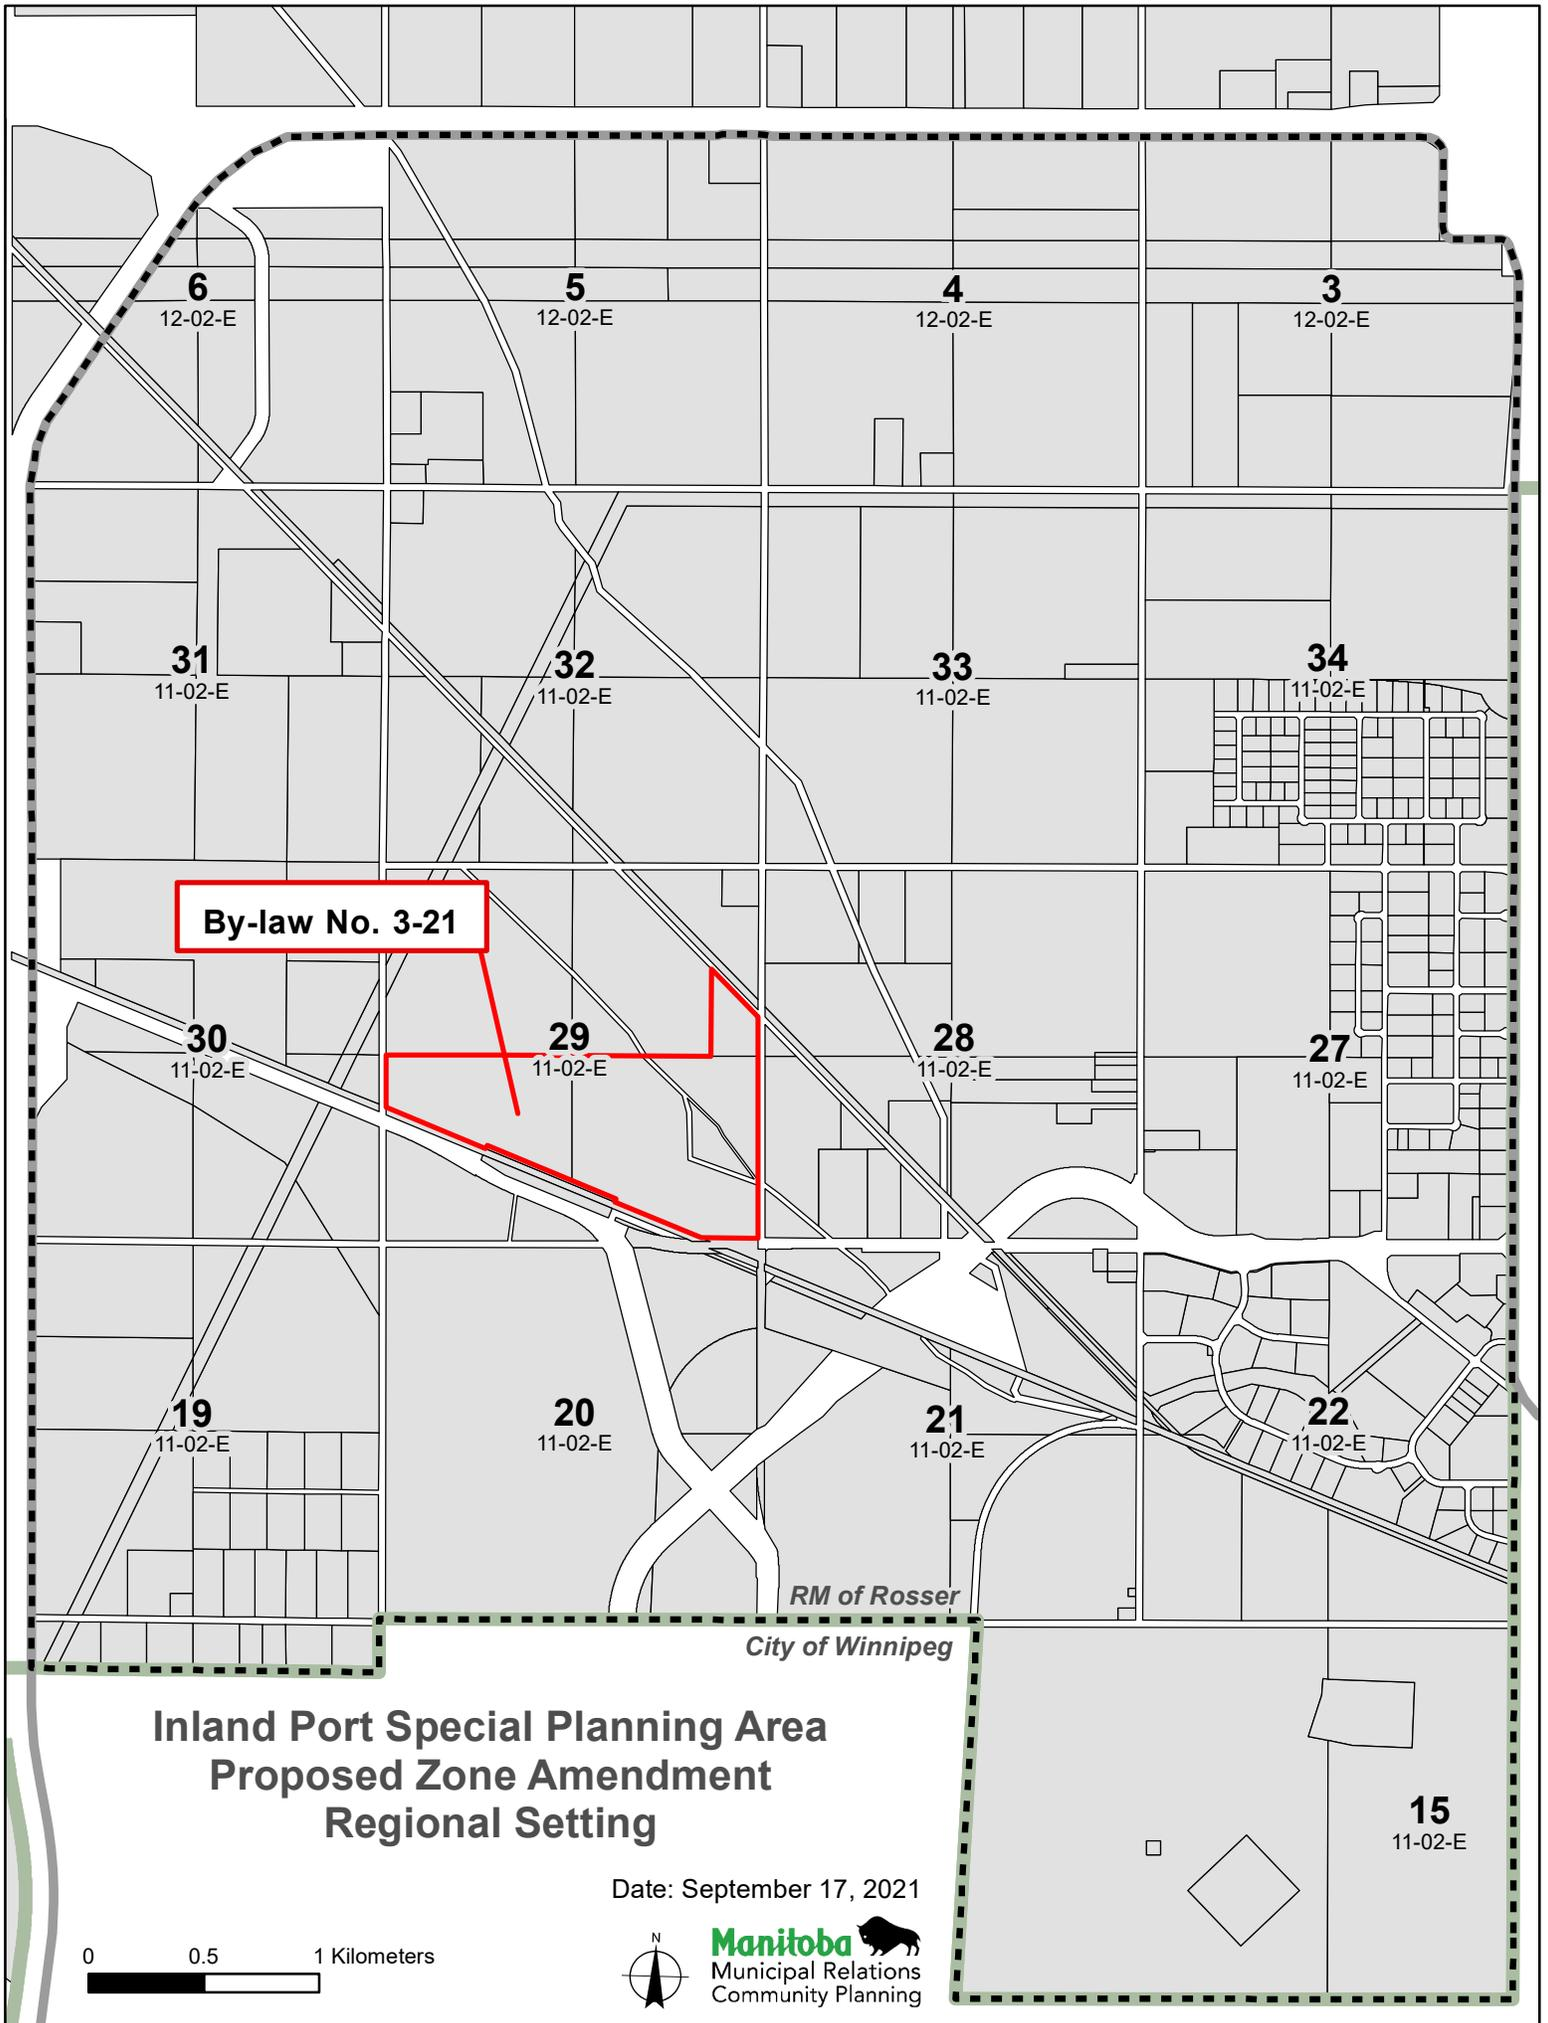 6
12-02-E
5
12-02-E
4
12-02-E
3
12-02-E
31
11-02-E
32
11-02-E
33
11-02-E
34
11-02-E
By-law No. 3-21
30
11-02-E
29
11-02-E
28
11-02-E
27
11-02-E
19
11-02-E
20
11-02-E
21
11-02-E
22
11-02-E
RM of Rosser
City of Winnipeg
Inland Port Special Planning Area
Proposed Zone Amendment
Regional Setting
15
11-02-E
Date: September 17, 2021
0 0.5 1 Kilometers
N
Manitoba
Municipal Relations
Community Planning